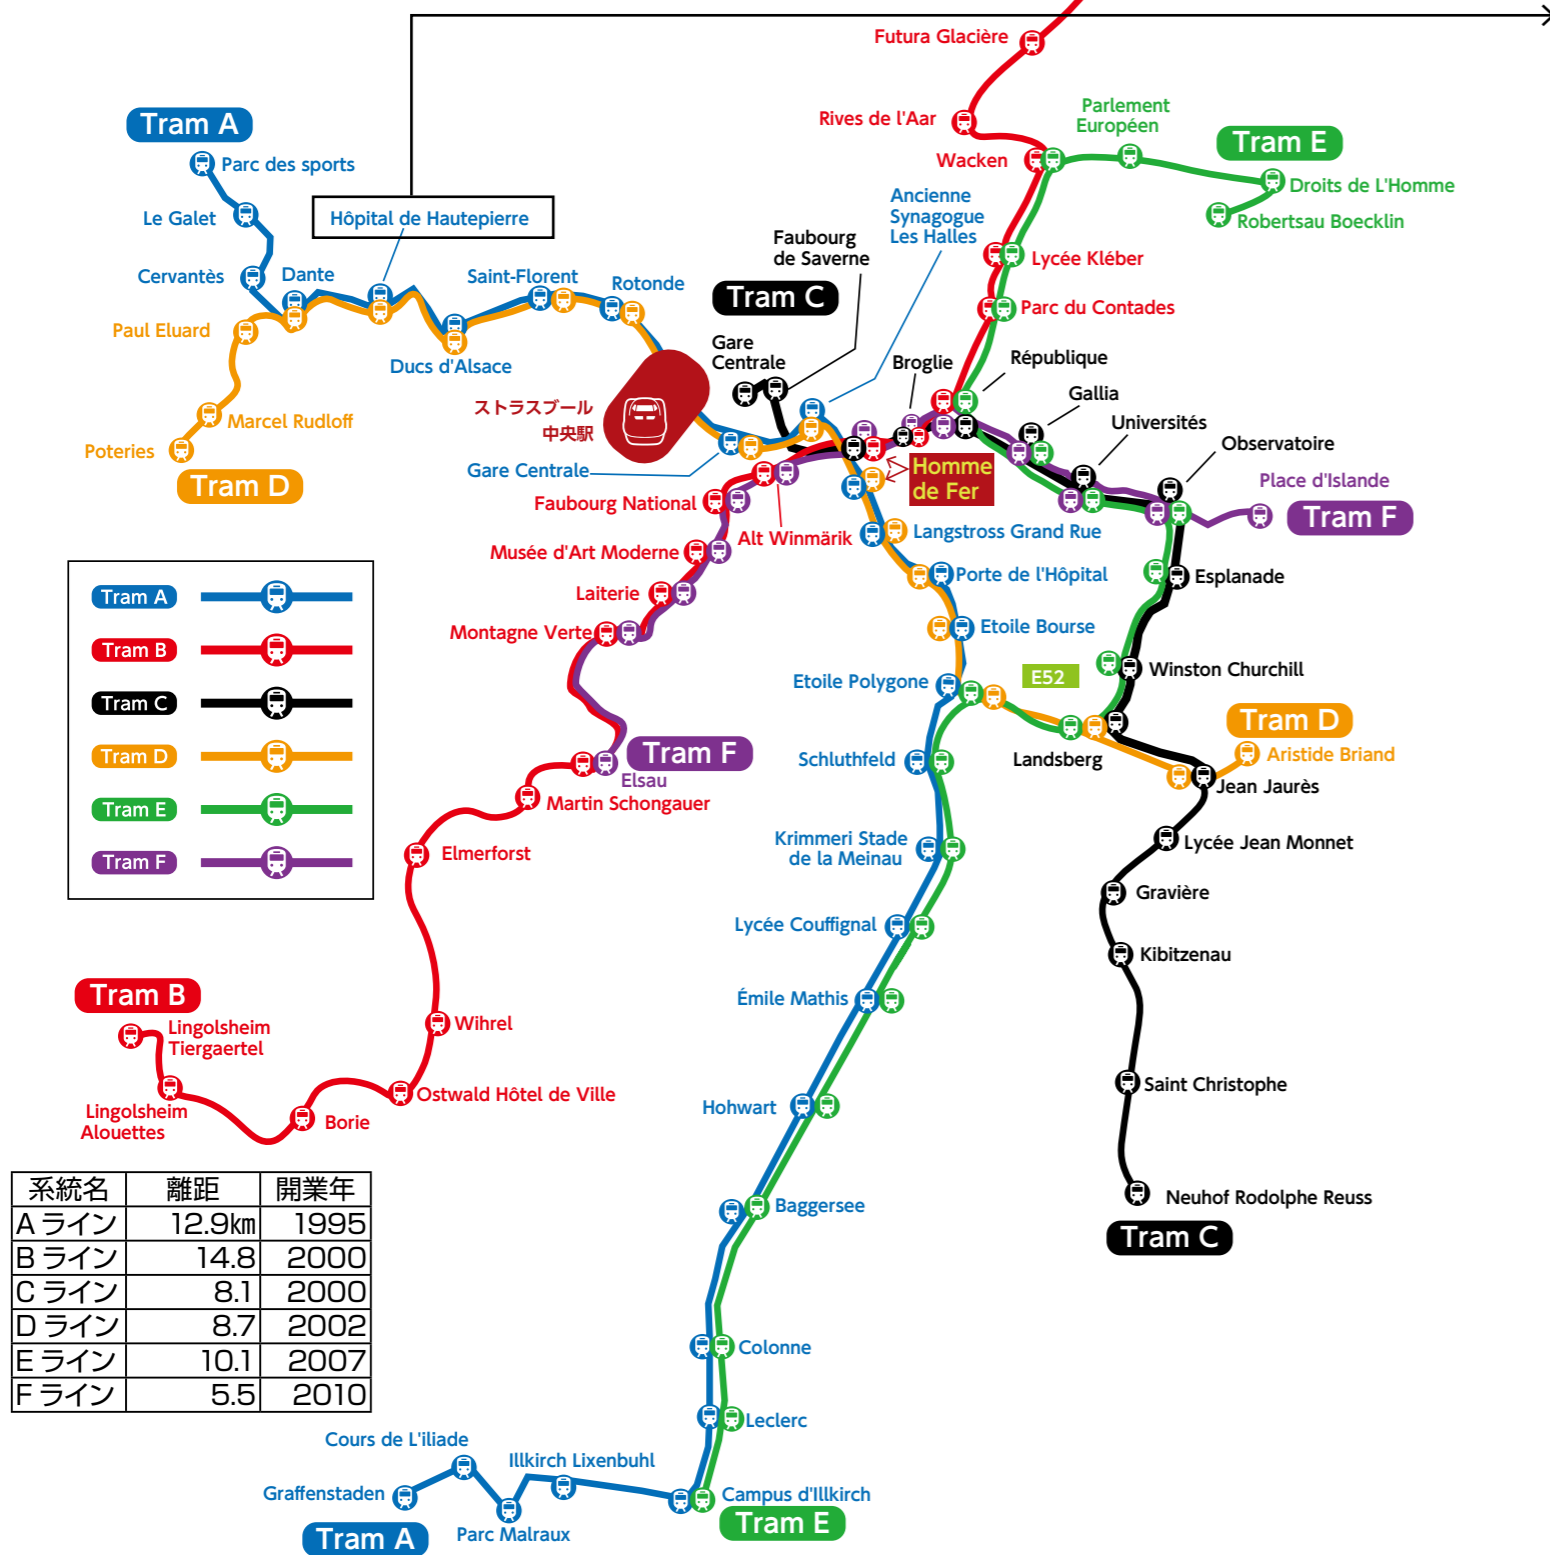 Futura Glacière
Rives de l'Aar
Wacken
Parlement
Européen
Tram E
Droits de L'Homme
Robertsau Boecklin
Tram A
Parc des sports
Le Galet
Hôpital de Hautepierre
Cervantès
Dante
Saint-Florent
Rotonde
Paul Eluard
Ducs d'Alsace
Marcel Rudloff
Poteries
Tram D
Ancienne
Synagogue
Les Halles
Faubourg
de Saverne
Tram C
Gare
Centrale
Lycée Kléber
Parc du Contades
Broglie
République
Gallia
Universités
Observatoire
Place d'Islande
Tram F
ストラスブール
中央駅
Gare Centrale
Homme
de Fer
Faubourg National
Alt Winmärik
Langstross Grand Rue
Musée d'Art Moderne
Porte de l'Hôpital
Esplanade
Laiterie
Montagne Verte
Etoile Bourse
Winston Churchill
Etoile Polygone
E52
Tram D
Aristide Briand
Landsberg
Jean Jaurès
Tram F
Elsau
Schluthfeld
Martin Schongauer
Krimmeri Stade
de la Meinau
Lycée Jean Monnet
Elmerforst
Gravière
Lycée Couffignal
Kibitzenau
Émile Mathis
Tram A
Tram B
Tram C
Tram D
Tram E
Tram F
Tram B
Lingolsheim
Tiergaertel
Wihrel
Ostwald Hôtel de Ville
Lingolsheim
Alouettes
Borie
Hohwart
Saint Christophe
Baggersee
Neuhof Rodolphe Reuss
Tram C
系統名 離距 開業年
A ライン 12.9㎞ 1995
B ライン 14.8 2000
C ライン 8.1 2000
D ライン 8.7 2002
E ライン 10.1 2007
F ライン 5.5 2010
Colonne
Leclerc
Cours de L'iliade
Illkirch Lixenbuhl
Graffenstaden
Campus d'Illkirch
Parc Malraux
Tram A
Tram E